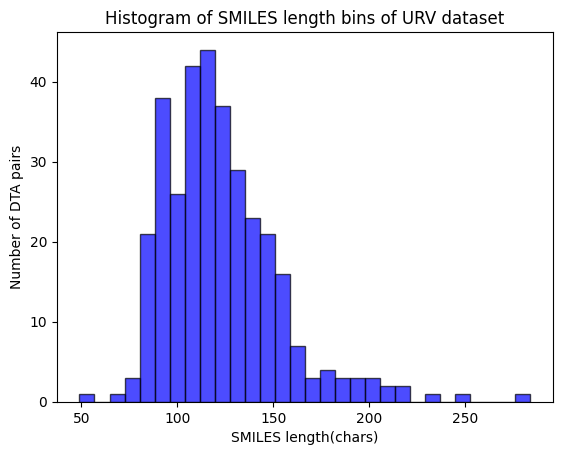 Histogram of SMILES length bins of URV dataset
Number of DTA pairs
40
30
20
10
0
50 100 150 200 250
SMILES length(chars)